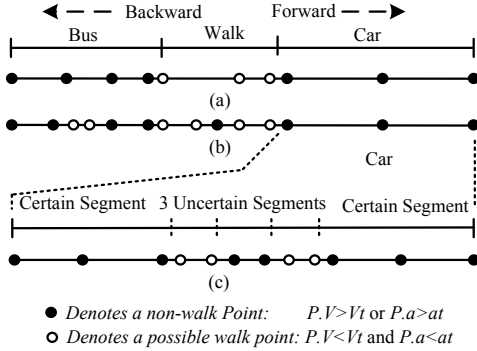 Backward Forward
Bus Walk Car
(a)
(b)
Car
Certain Segment 3 Uncertain Segments Certain Segment
(c)
Denotes a non-walk Point: P.V>Vt or P.a>at
Denotes a possible walk point: P.V<Vt and P.a<at